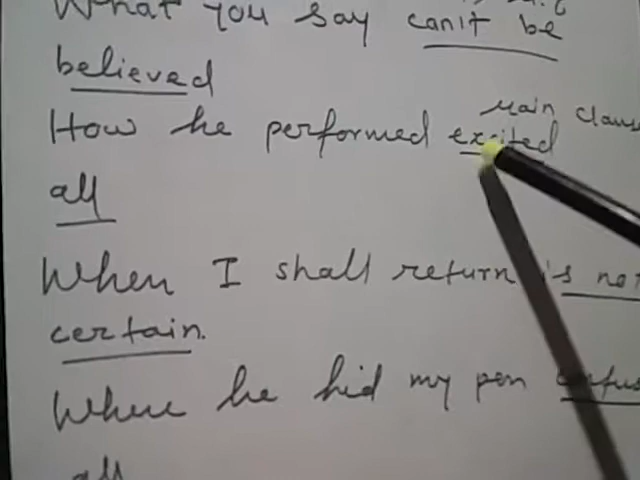 What you say can't be
believed
Main Clause
How he performed excited
all
When I shall return is not
certain.
Where he hid my pen
all